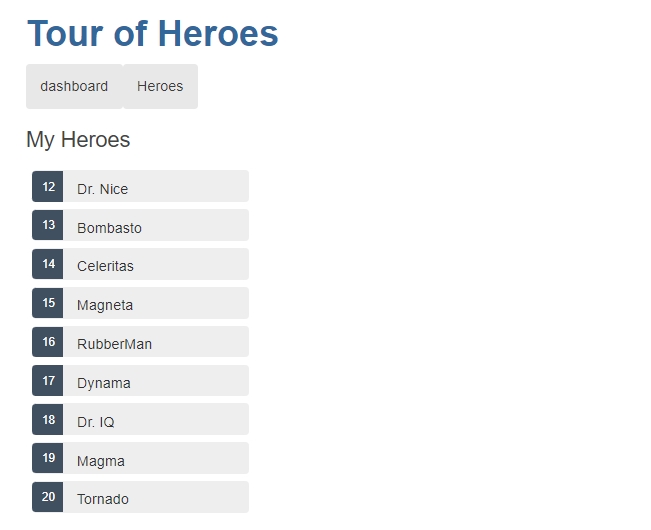 Tour of Heroes
dashboard Heroes
My Heroes
12 Dr. Nice
13 Bombasto
14 Celeritas
15 Magneta
16 RubberMan
17 Dynama
18 Dr. IQ
19 Magma
20 Tornado